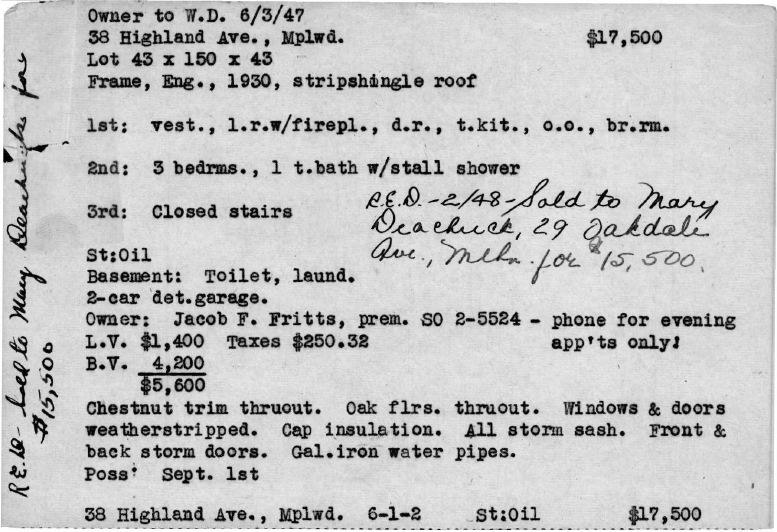 Owner to W.D. 6/3/47
38 Highland Ave., Mplwd. $17,500
Lot 43 x 150 x 43
Frame, Eng., 1930, stripshingle roof
1st: vest., l.r.w/firepl., d.r., t.kit., o.o., br.rm.
2nd: 3 bedrms., 1 t.bath w/stall shower
3rd: Closed stairs
R.E.D.-2/48-Sold to Mary
Deachuck, 29 Oakdale
Ave., Mlbn. for $15,500.
St:Oil
Basement: Toilet, laund.
2-car det.garage.
Owner: Jacob F. Fritts, prem. SO 2-5524 - phone for evening
L.V. $1,400 Taxes $250.32 app'ts only!
B.V. 4,200
$5,600
Chestnut trim thruout. Oak flrs. thruout. Windows & doors
weatherstripped. Cap insulation. All storm sash. Front &
back storm doors. Gal.iron water pipes.
Poss' Sept. 1st
38 Highland Ave., Mplwd. 6-1-2 St:Oil $17,500
R.E.D- sold to Mary for
$15,500